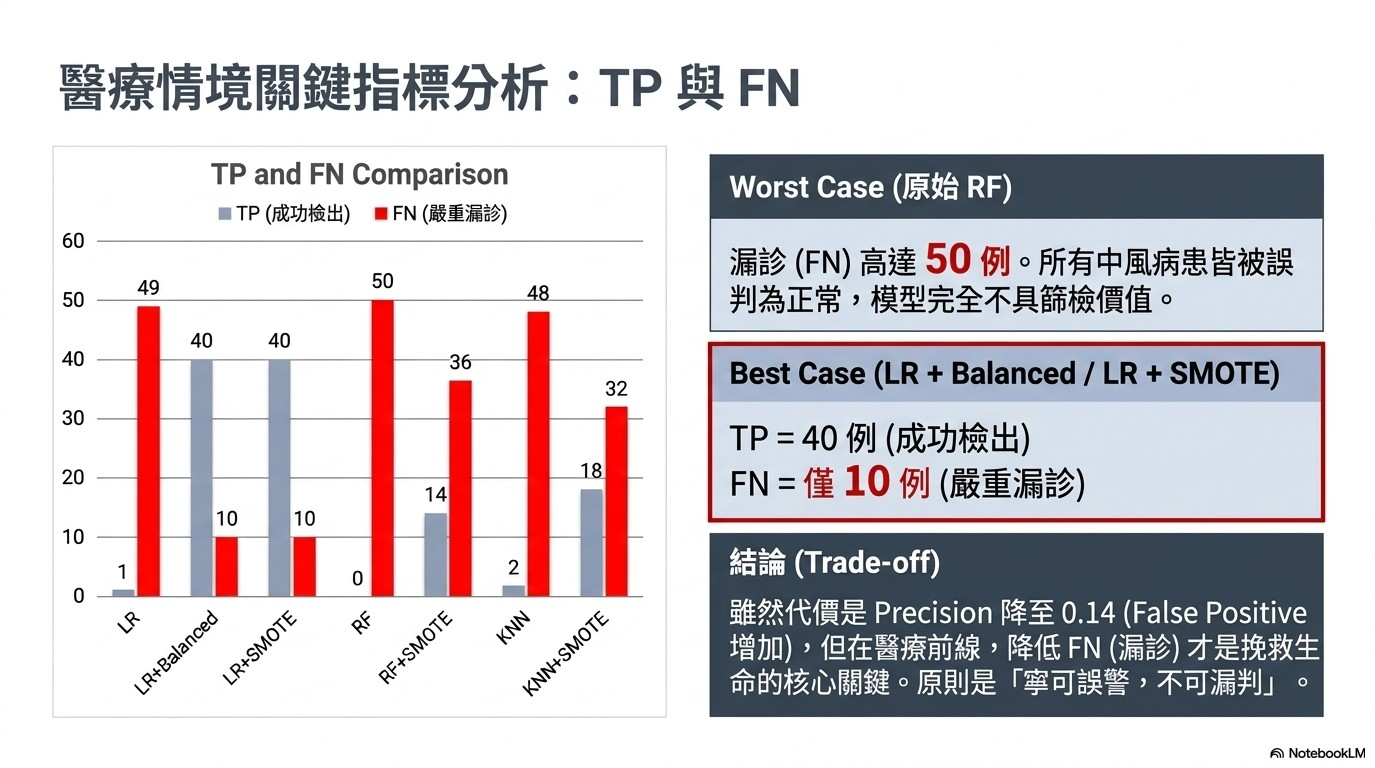 醫療情境關鍵指標分析：TP 與 FN
TP and FN Comparison
TP (成功檢出) FN (嚴重漏診)
60
50
40
30
20
10
0
1 49
40 10
40 10
0 50
14 36
2 48
18 32
LR
LR+Balanced
LR+SMOTE
RF
RF+SMOTE
KNN
KNN+SMOTE
Worst Case (原始 RF)
漏診 (FN) 高達 50 例。所有中風病患皆被誤
判為正常，模型完全不具篩檢價值。
Best Case (LR + Balanced / LR + SMOTE)
TP = 40 例 (成功檢出)
FN = 僅 10 例 (嚴重漏診)
結論 (Trade-off)
雖然代價是 Precision 降至 0.14 (False Positive
增加)，但在醫療前線，降低 FN (漏診) 才是挽救生
命的核心關鍵。原則是「寧可誤警，不可漏判」。
NotebookLM